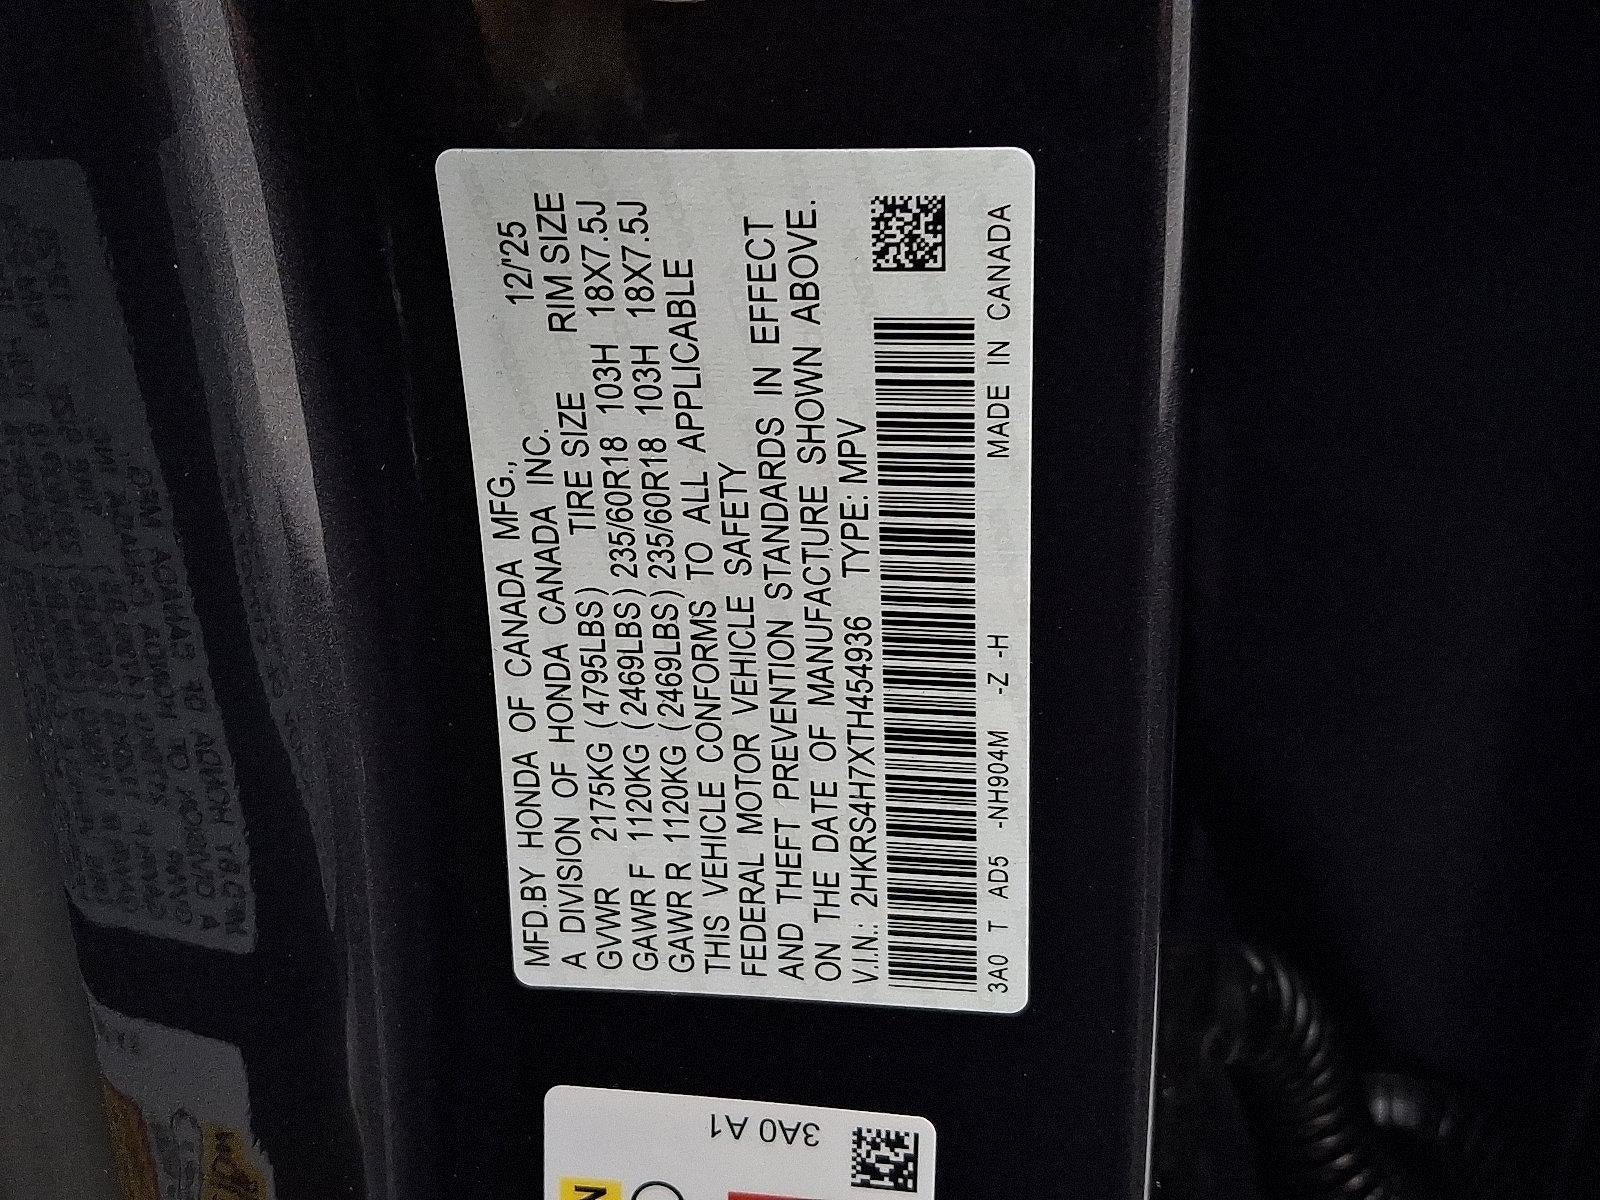 MFD.BY HONDA OF CANADA MFG., 12/'25
A DIVISION OF HONDA CANADA INC.
TIRE SIZE RIM SIZE
GVWR 2175KG (4795LBS)
GAWR F 1120KG (2469LBS) 235/60R18 103H 18X7.5J
GAWR R 1120KG (2469LBS) 235/60R18 103H 18X7.5J
THIS VEHICLE CONFORMS TO ALL APPLICABLE
FEDERAL MOTOR VEHICLE SAFETY
AND THEFT PREVENTION STANDARDS IN EFFECT
ON THE DATE OF MANUFACTURE SHOWN ABOVE.
V.I.N.: 2HKRS4H7XTH454936 TYPE: MPV
3A0 T AD5 -NH904M -Z -H MADE IN CANADA
3A0 A1